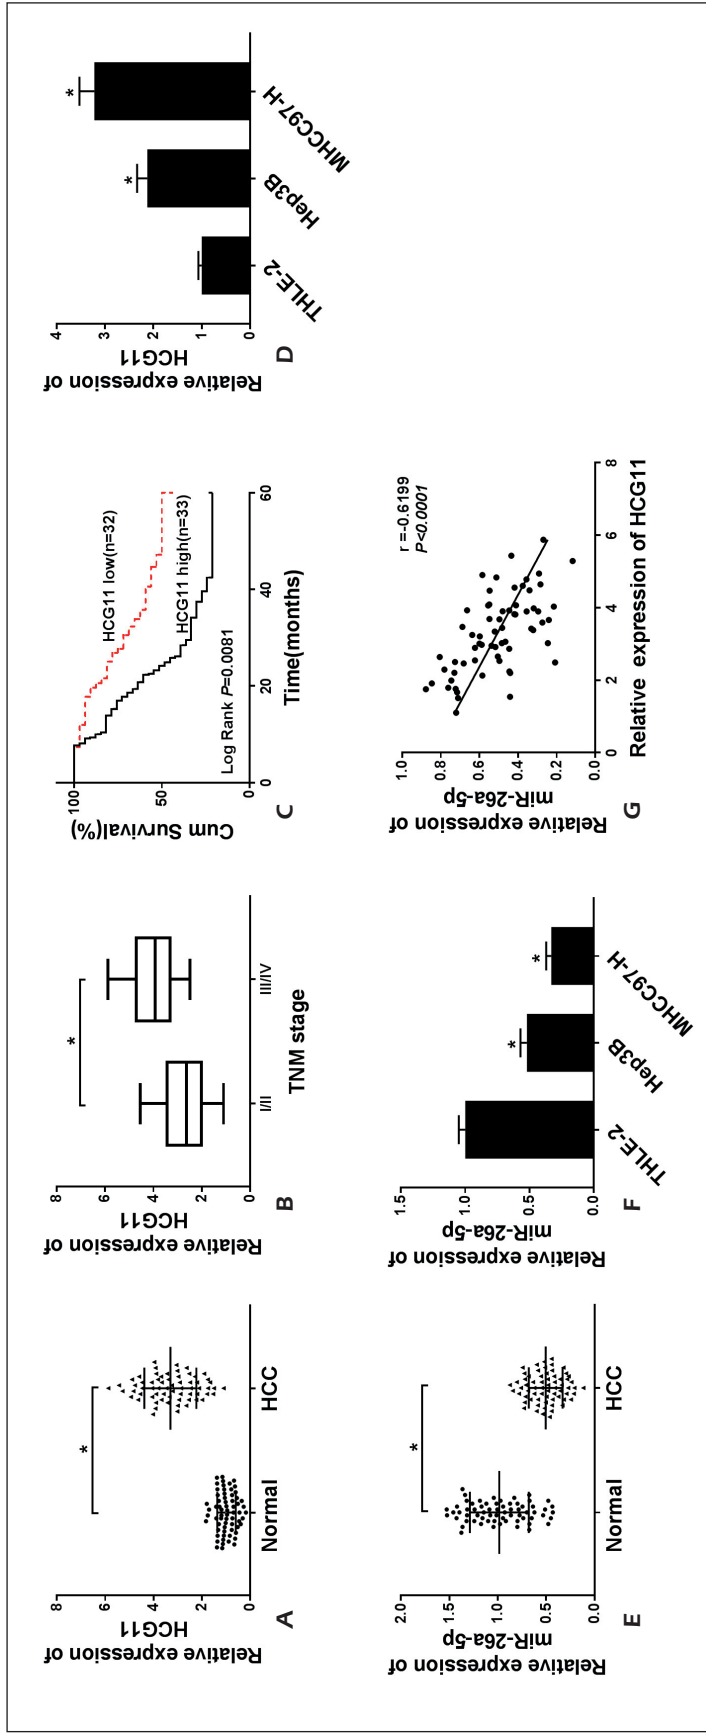 A
Relative expression of
HCG11
8
6
4
2
0
*
Normal
HCC
B
Relative expression of
HCG11
8
6
4
2
0
*
I/II
III/IV
TNM stage
C
Cum Survival(%)
100
50
0
HCG11 low(n=32)
HCG11 high(n=33)
Log Rank P=0.0081
0
20
40
60
Time(months)
D
Relative expression of
HCG11
4
3
2
1
0
*
*
THLE-2
Hep3B
MHCC97-H
E
Relative expression of
miR-26a-5p
2.0
1.5
1.0
0.5
0.0
*
Normal
HCC
F
Relative expression of
miR-26a-5p
1.5
1.0
0.5
0.0
*
*
THLE-2
Hep3B
MHCC97-H
G
Relative expression of
miR-26a-5p
1.0
0.8
0.6
0.4
0.2
0.0
r =-0.6199
P<0.0001
0
2
4
6
8
Relative expression of HCG11